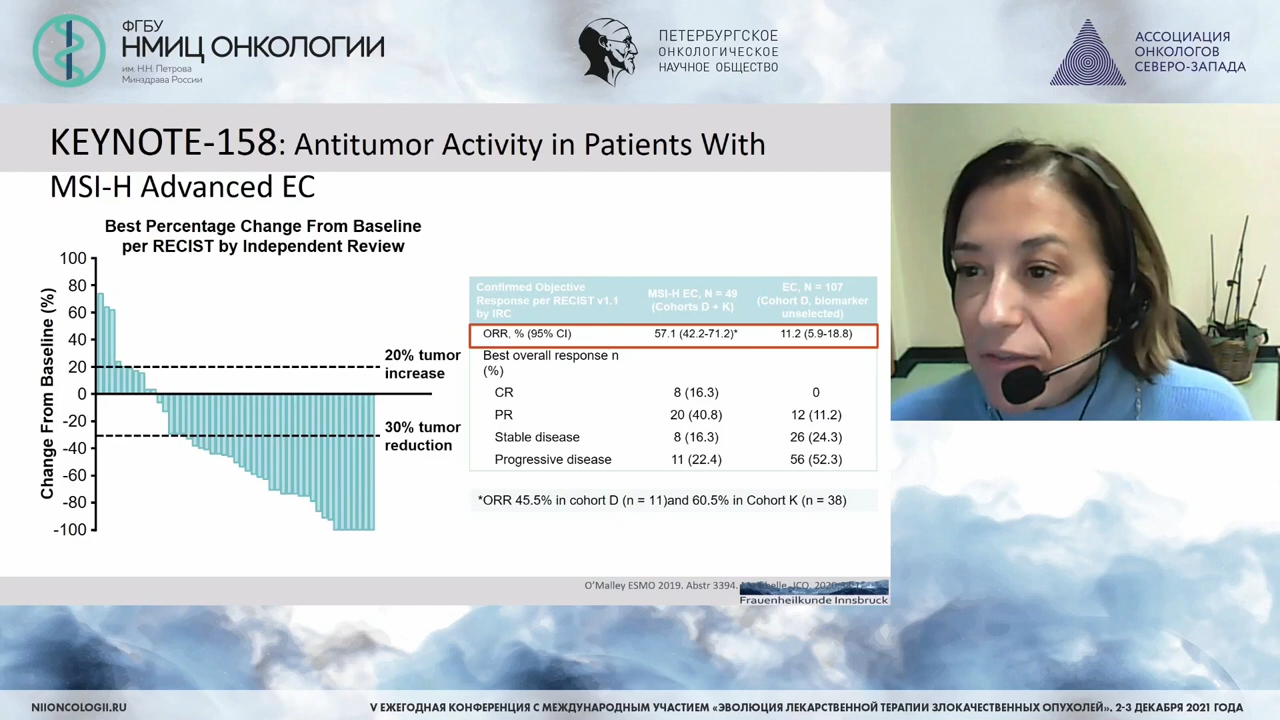 ФГБУ
НМИЦ ОНКОЛОГИИ
им. Н.Н. Петрова
Минздрава России
ПЕТЕРБУРГСКОЕ
ОНКОЛОГИЧЕСКОЕ
НАУЧНОЕ ОБЩЕСТВО
АССОЦИАЦИЯ
ОНКОЛОГОВ
СЕВЕРО-ЗАПАДА
KEYNOTE-158: Antitumor Activity in Patients With
MSI-H Advanced EC
Best Percentage Change From Baseline
per RECIST by Independent Review
Change From Baseline (%)
100
80
60
40
20
0
-20
-40
-60
-80
-100
20% tumor
increase
30% tumor
reduction
Confirmed Objective
Response per RECIST v1.1
by IRC
MSI-H EC, N = 49
(Cohorts D + K)
EC, N = 107
(Cohort D, biomarker
unselected)
ORR, % (95% CI) 57.1 (42.2-71.2)* 11.2 (5.9-18.8)
Best overall response n
(%)
CR 8 (16.3) 0
PR 20 (40.8) 12 (11.2)
Stable disease 8 (16.3) 26 (24.3)
Progressive disease 11 (22.4) 56 (52.3)
*ORR 45.5% in cohort D (n = 11)and 60.5% in Cohort K (n = 38)
O'Malley ESMO 2019. Abstr 3394.
Frauenheilkunde Innsbruck
NIIONCOLOGII.RU
V ЕЖЕГОДНАЯ КОНФЕРЕНЦИЯ С МЕЖДУНАРОДНЫМ УЧАСТИЕМ «ЭВОЛЮЦИЯ ЛЕКАРСТВЕННОЙ ТЕРАПИИ ЗЛОКАЧЕСТВЕННЫХ ОПУХОЛЕЙ». 2-3 ДЕКАБРЯ 2021 ГОДА